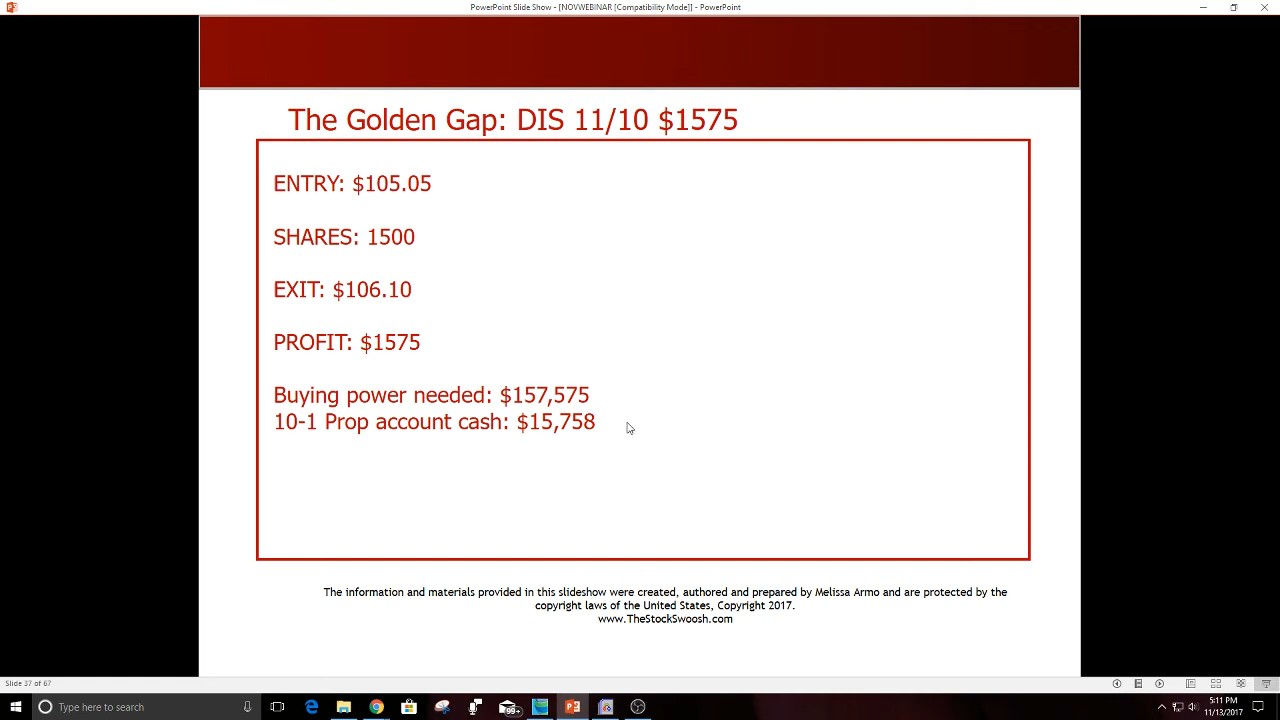 PowerPoint Slide Show - [NOVWEBINAR [Compatibility Mode]] - PowerPoint
The Golden Gap: DIS 11/10 $1575
ENTRY: $105.05
SHARES: 1500
EXIT: $106.10
PROFIT: $1575
Buying power needed: $157,575
10-1 Prop account cash: $15,758
The information and materials provided in this slideshow were created, authored and prepared by Melissa Armo and are protected by the
copyright laws of the United States, Copyright 2017.
www.TheStockSwoosh.com
Slide 37 of 67
Type here to search
99+
5:11 PM
11/13/2017